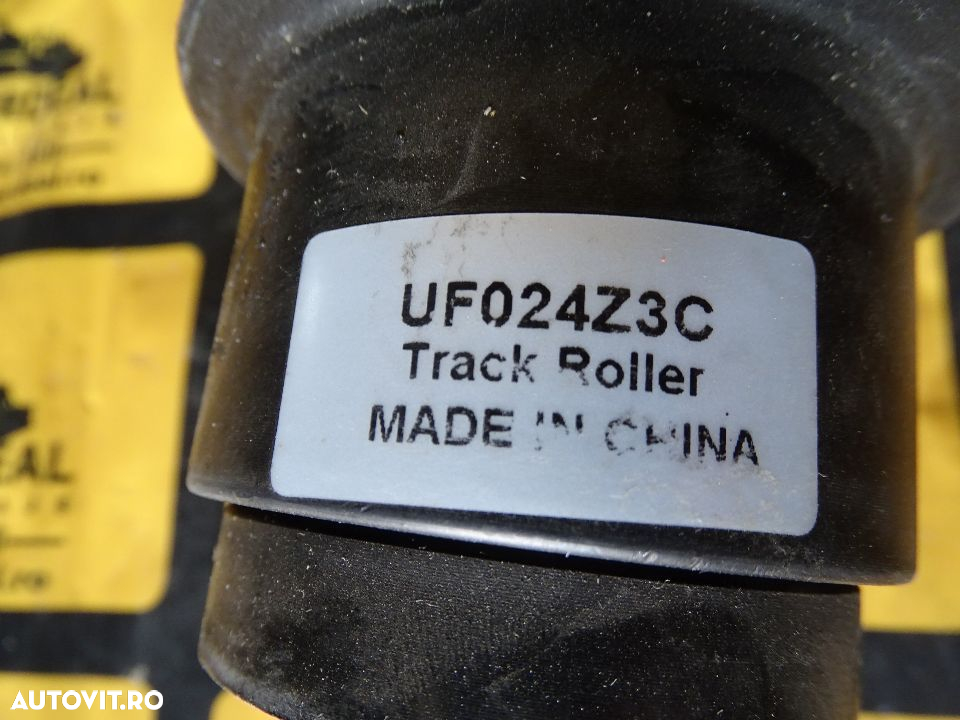 UF024Z3C
Track Roller
MADE IN CHINA
AUTOVIT.RO